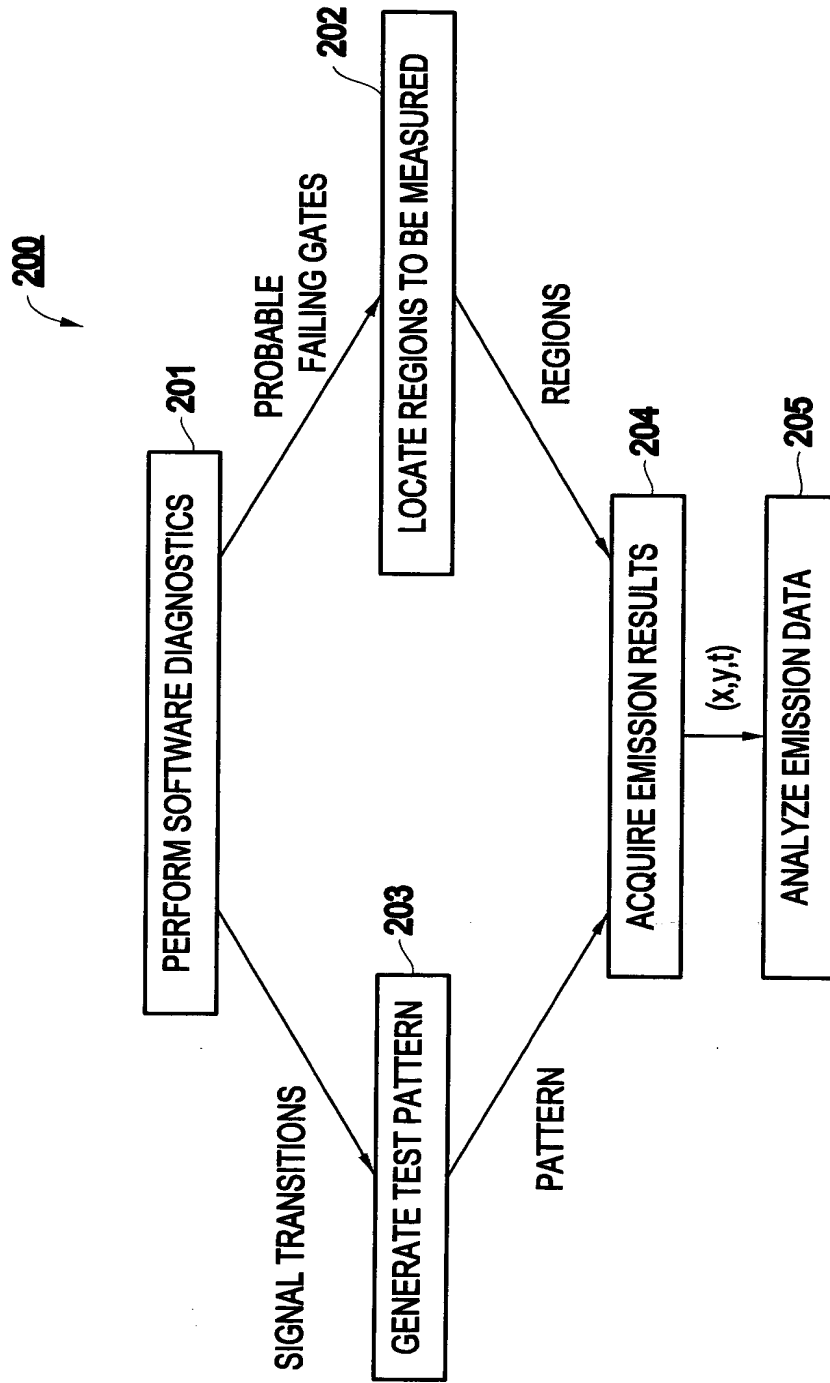 200
201
PERFORM SOFTWARE DIAGNOSTICS
SIGNAL TRANSITIONS
PROBABLE
FAILING GATES
203
GENERATE TEST PATTERN
202
LOCATE REGIONS TO BE MEASURED
PATTERN
REGIONS
204
ACQUIRE EMISSION RESULTS
(x,y,t)
205
ANALYZE EMISSION DATA